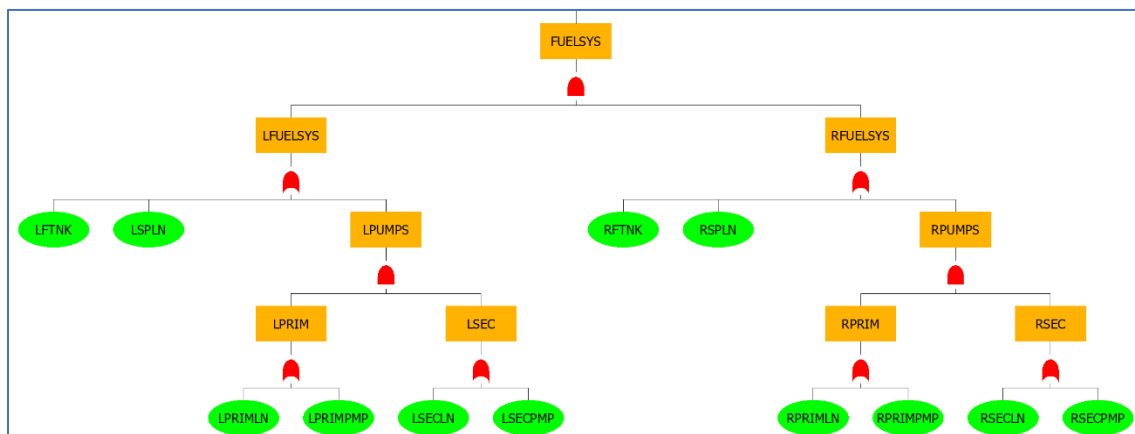 FUELSYS
LFUELSYS
RFUELSYS
LFTNK
LSPLN
LPUMPS
RFTNK
RSPLN
RPUMPS
LPRIM
LSEC
RPRIM
RSEC
LPRIMLN
LPRIMPMP
LSECLN
LSECPMP
RPRIMLN
RPRIMPMP
RSECLN
RSECPMP